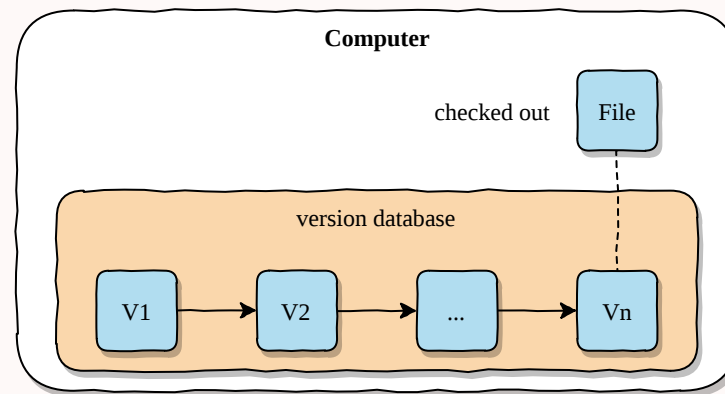 Computer
checked out
File
version database
V1
V2
...
Vn